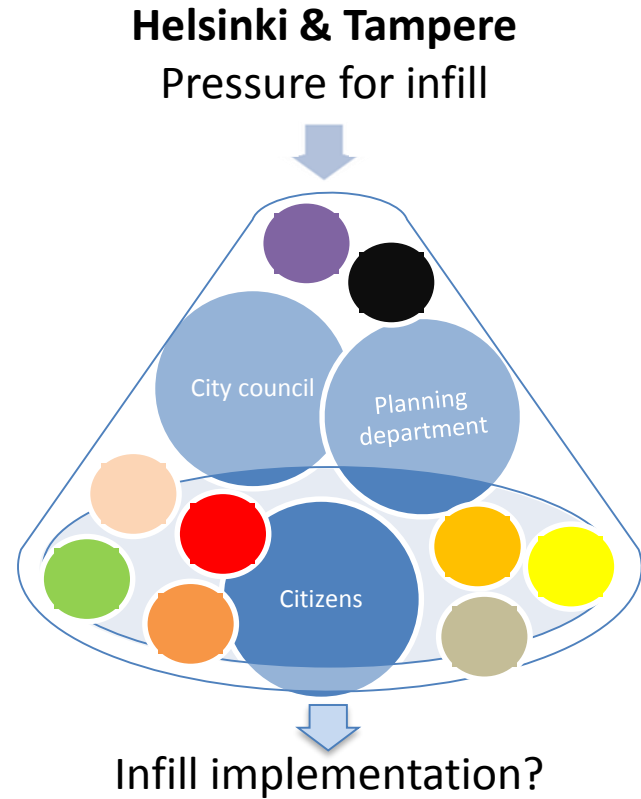 Helsinki & Tampere
Pressure for infill
City council
Planning
department
Citizens
Infill implementation?